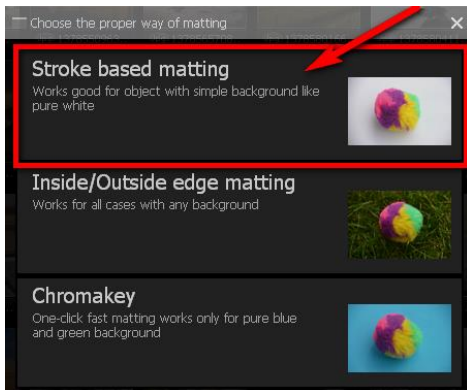 Choose the proper way of matting
Stroke based matting
Works good for object with simple background like
pure white
Inside/Outside edge matting
Works for all cases with any background
Chromakey
One-click fast matting works only for pure blue
and green background